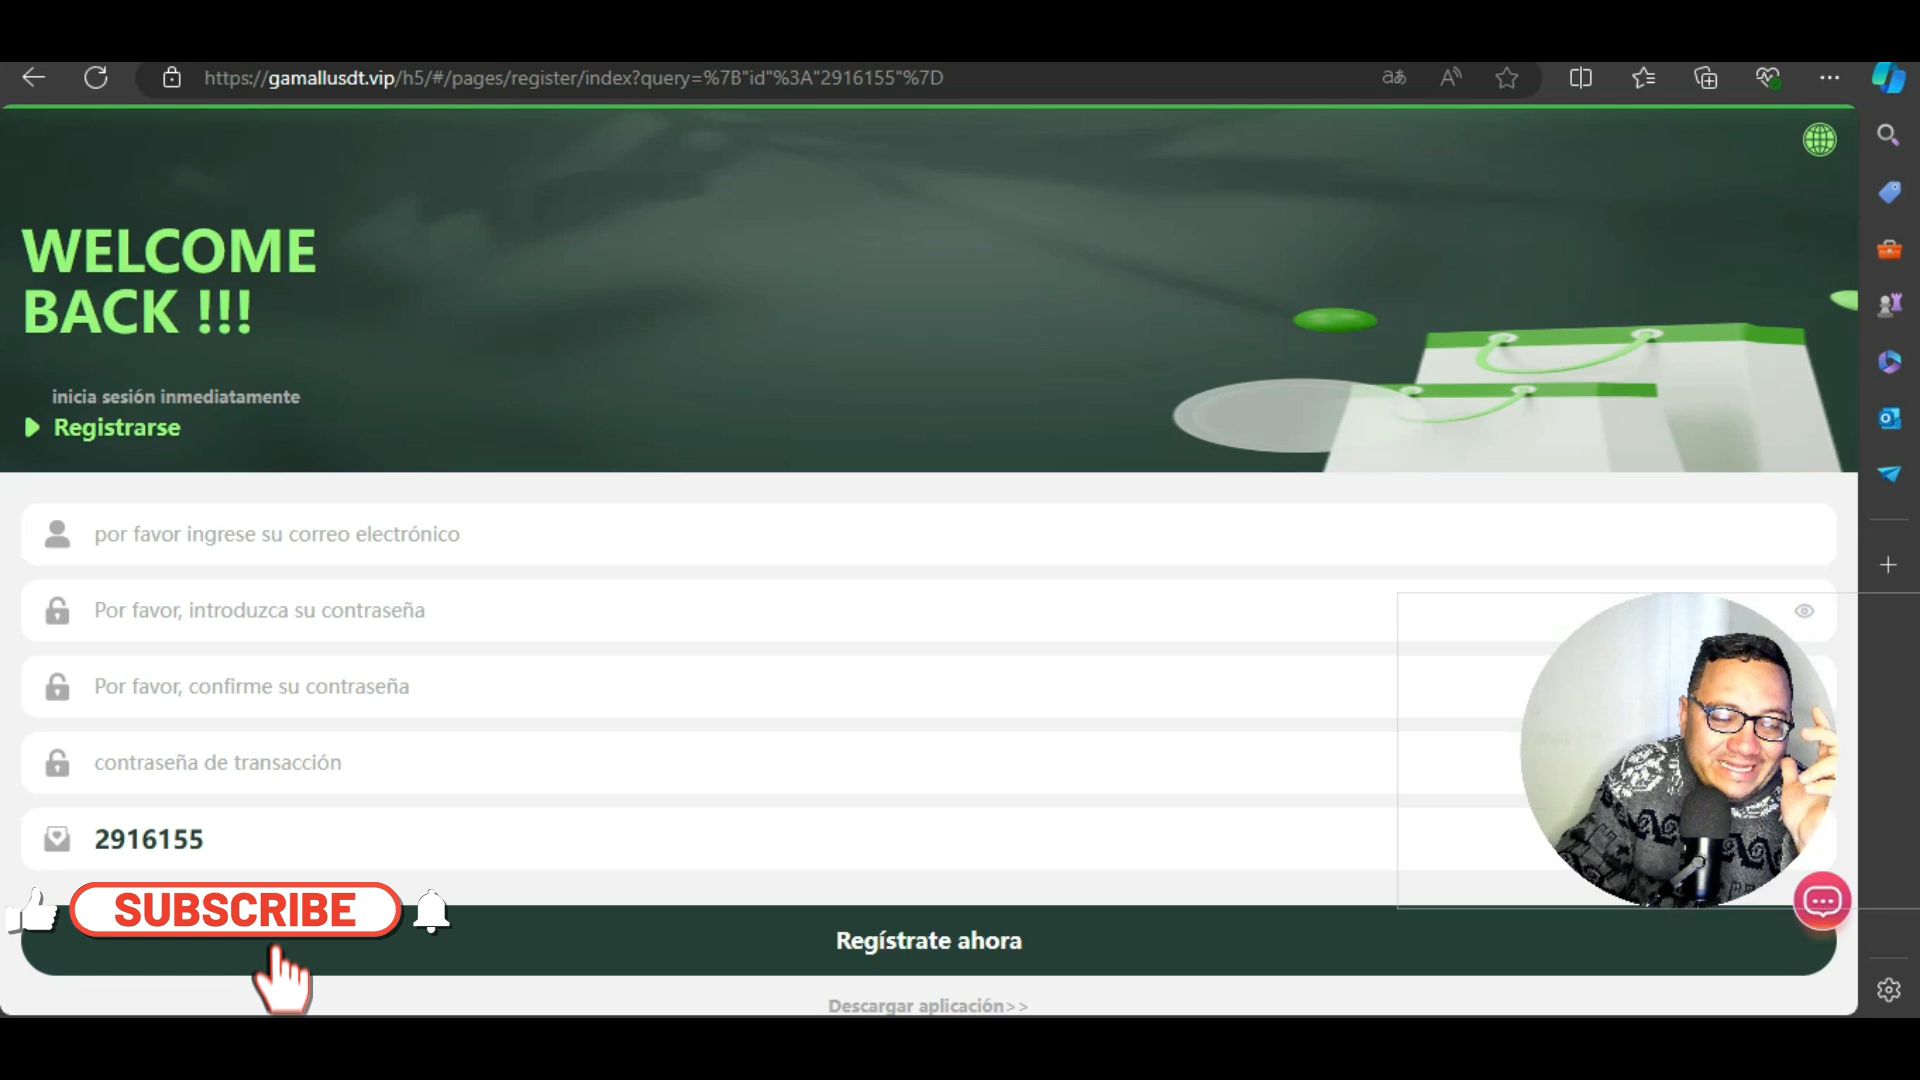 https://gamallusdt.vip/h5/#/pages/register/index?query=%7B"id"%3A"2916155"%7D
WELCOME
BACK !!!
inicia sesión inmediatamente
Registrarse
por favor ingrese su correo electrónico
Por favor, introduzca su contraseña
Por favor, confirme su contraseña
contraseña de transacción
2916155
SUBSCRIBE
Regístrate ahora
Descargar aplicación>>